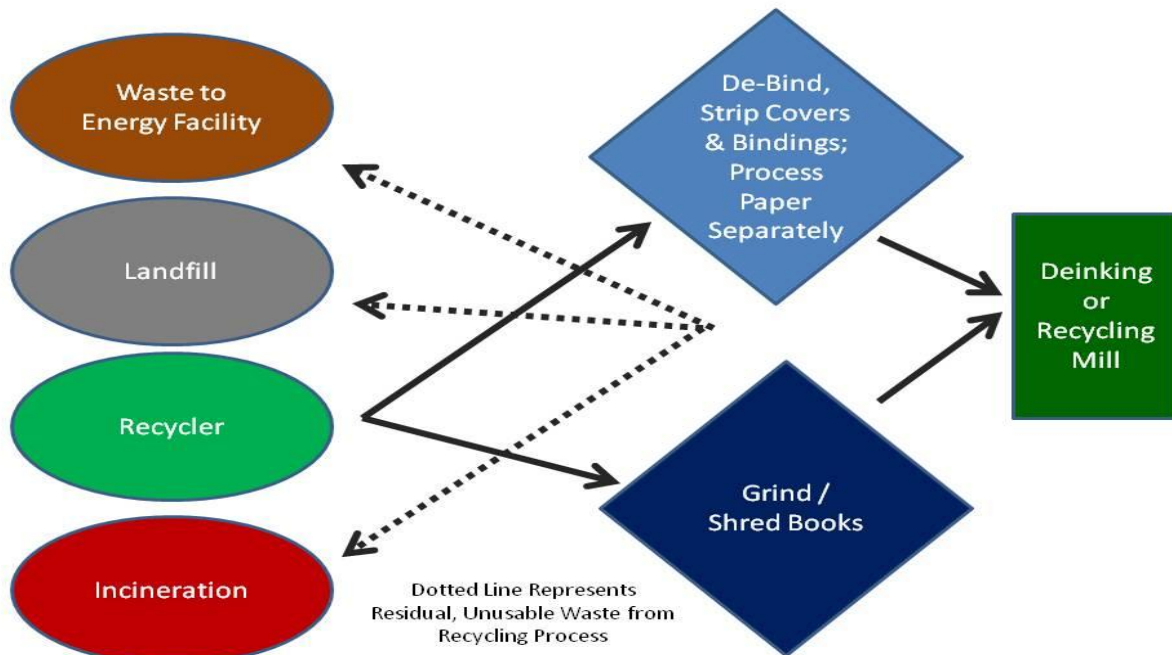 Waste to
Energy Facility
Landfill
Recycler
Incineration
De-Bind,
Strip Covers
& Bindings;
Process
Paper
Separately
Grind /
Shred Books
Deinking
or
Recycling
Mill
Dotted Line Represents
Residual, Unusable Waste from
Recycling Process